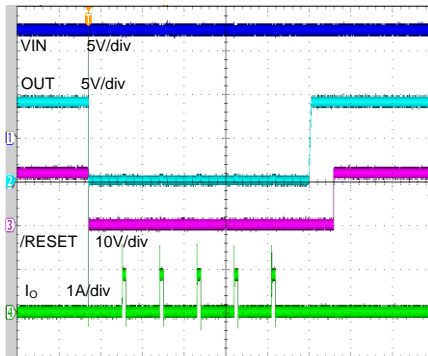 T
VIN 5V/div
OUT 5V/div
1
2
3
/RESET 10V/div
IO 1A/div
4